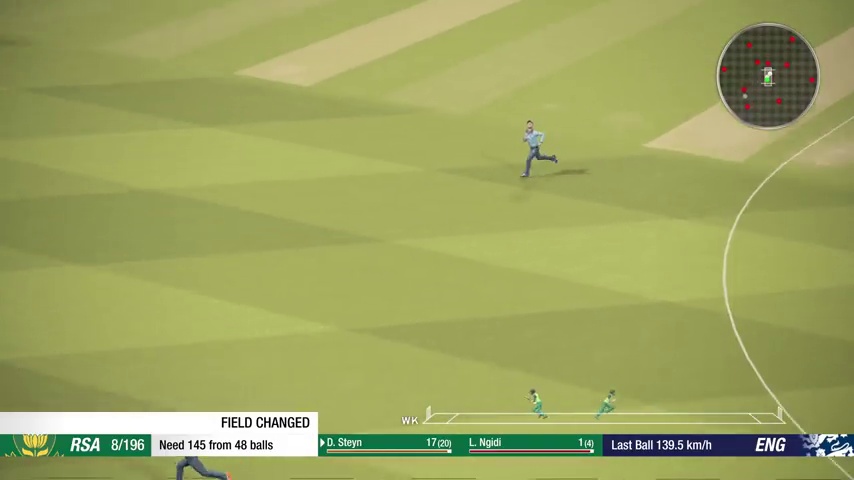 WK
FIELD CHANGED
RSA 8/196 Need 145 from 48 balls D. Steyn 17(20) L. Ngidi 1(4) Last Ball 139.5 km/h ENG